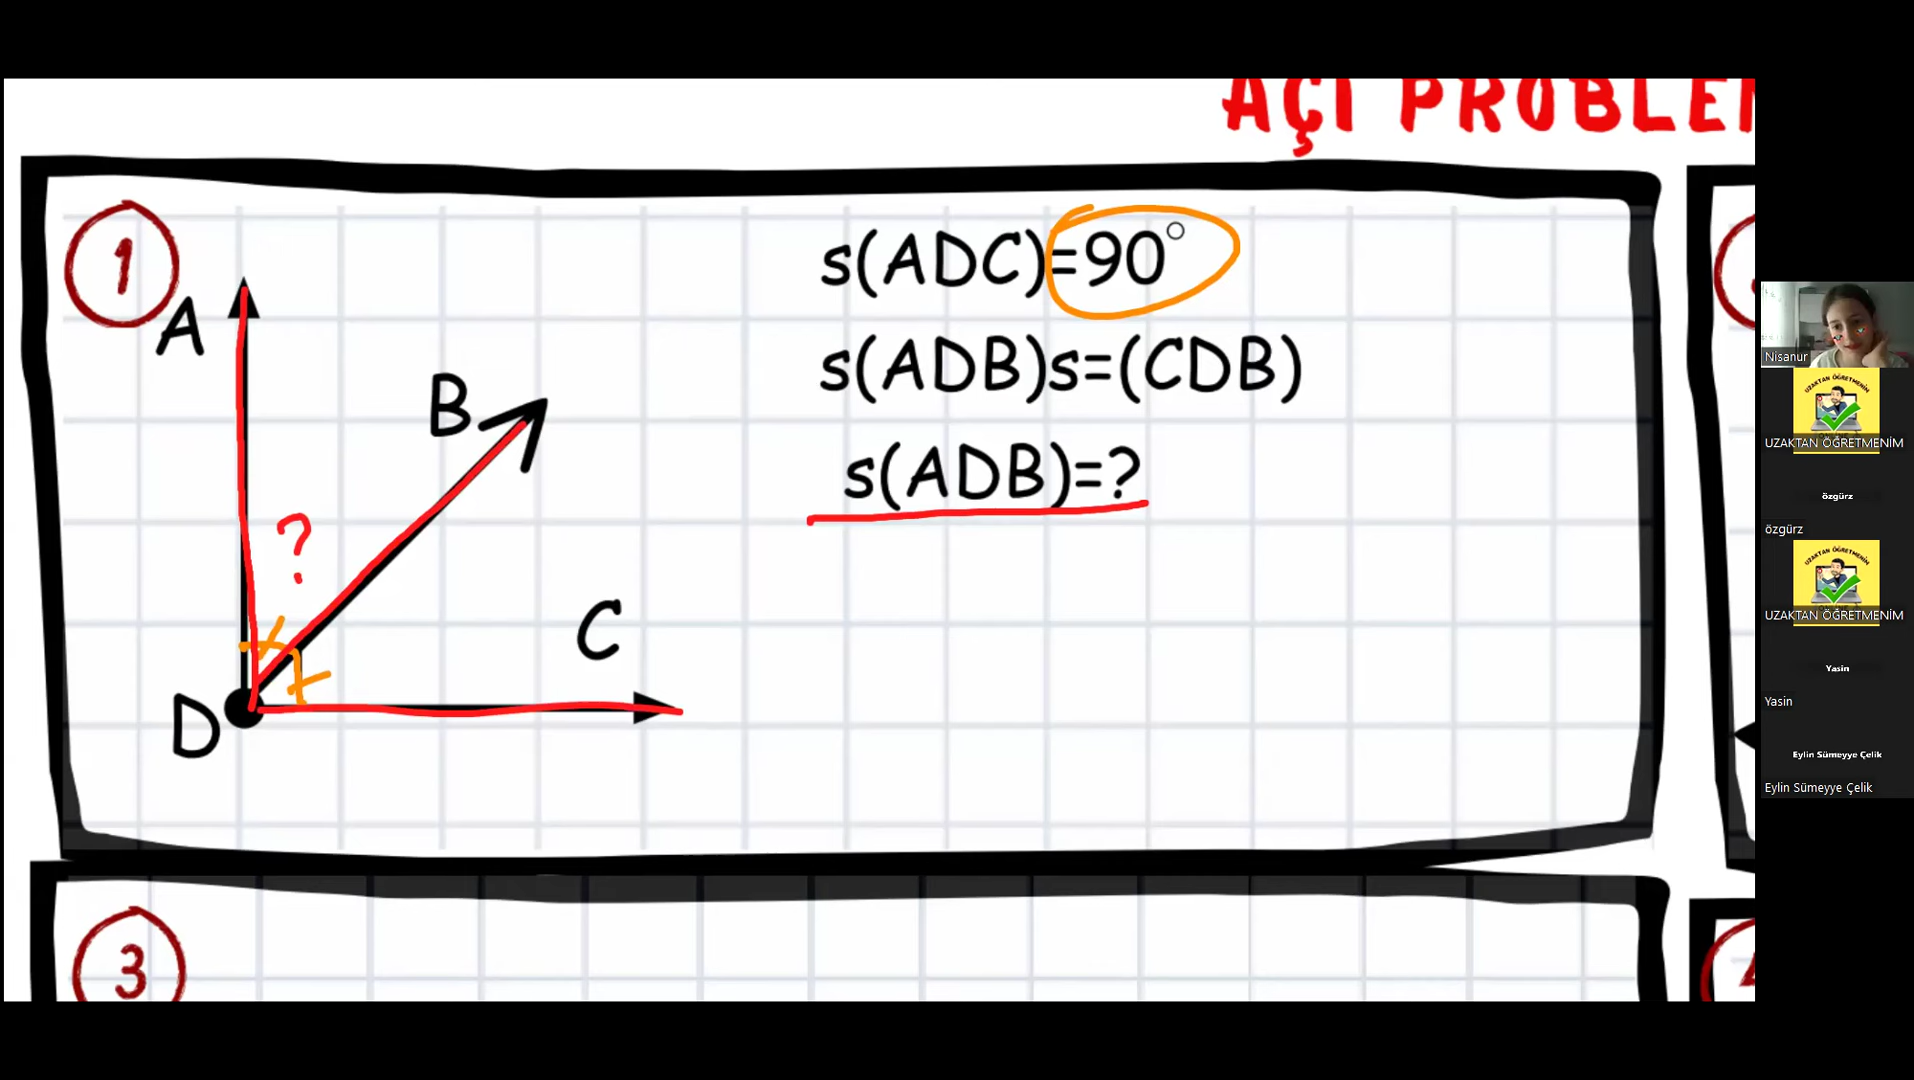 AÇI PROBLEM
1
A
B
C
D
?
s(ADC)=90°
s(ADB)s=(CDB)
s(ADB)=?
3
Nisanur
UZAKTAN ÖĞRETMENİM
UZAKTAN ÖĞRETMENİM
özgürz
özgürz
UZAKTAN ÖĞRETMENİM
UZAKTAN ÖĞRETMENİM
Yasin
Yasin
Eylin Sümeyye Çelik
Eylin Sümeyye Çelik